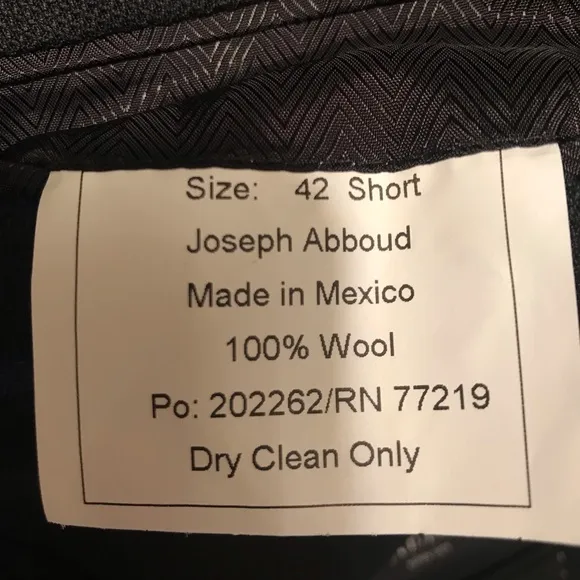 Size: 42 Short
Joseph Abboud
Made in Mexico
100% Wool
Po: 202262/RN 77219
Dry Clean Only